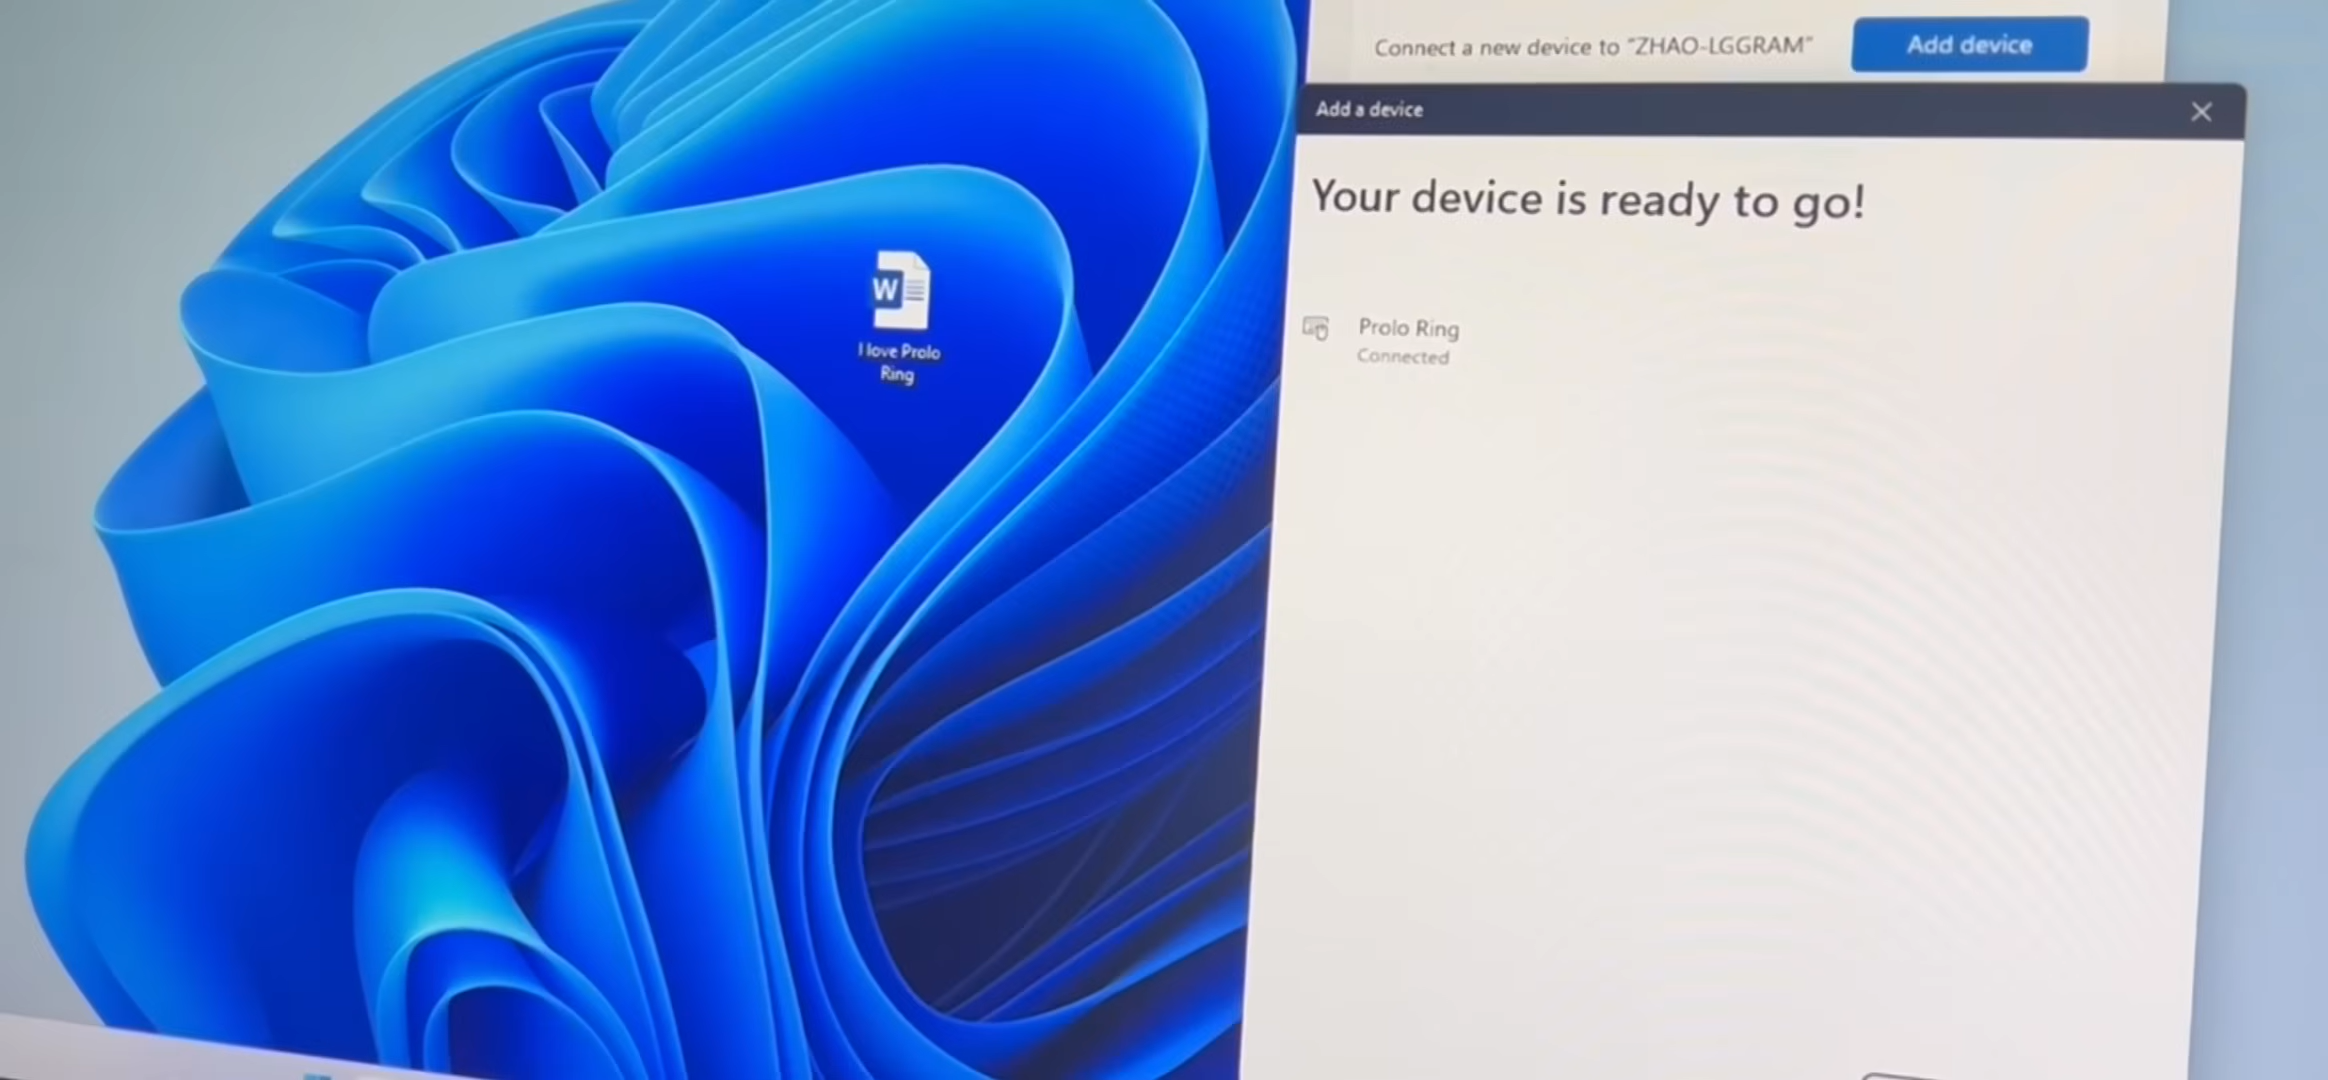 Connect a new device to "ZHAO-LGGRAM"
Add device
Add a device
Your device is ready to go!
Prolo Ring
Connected
W
I love Prolo
Ring